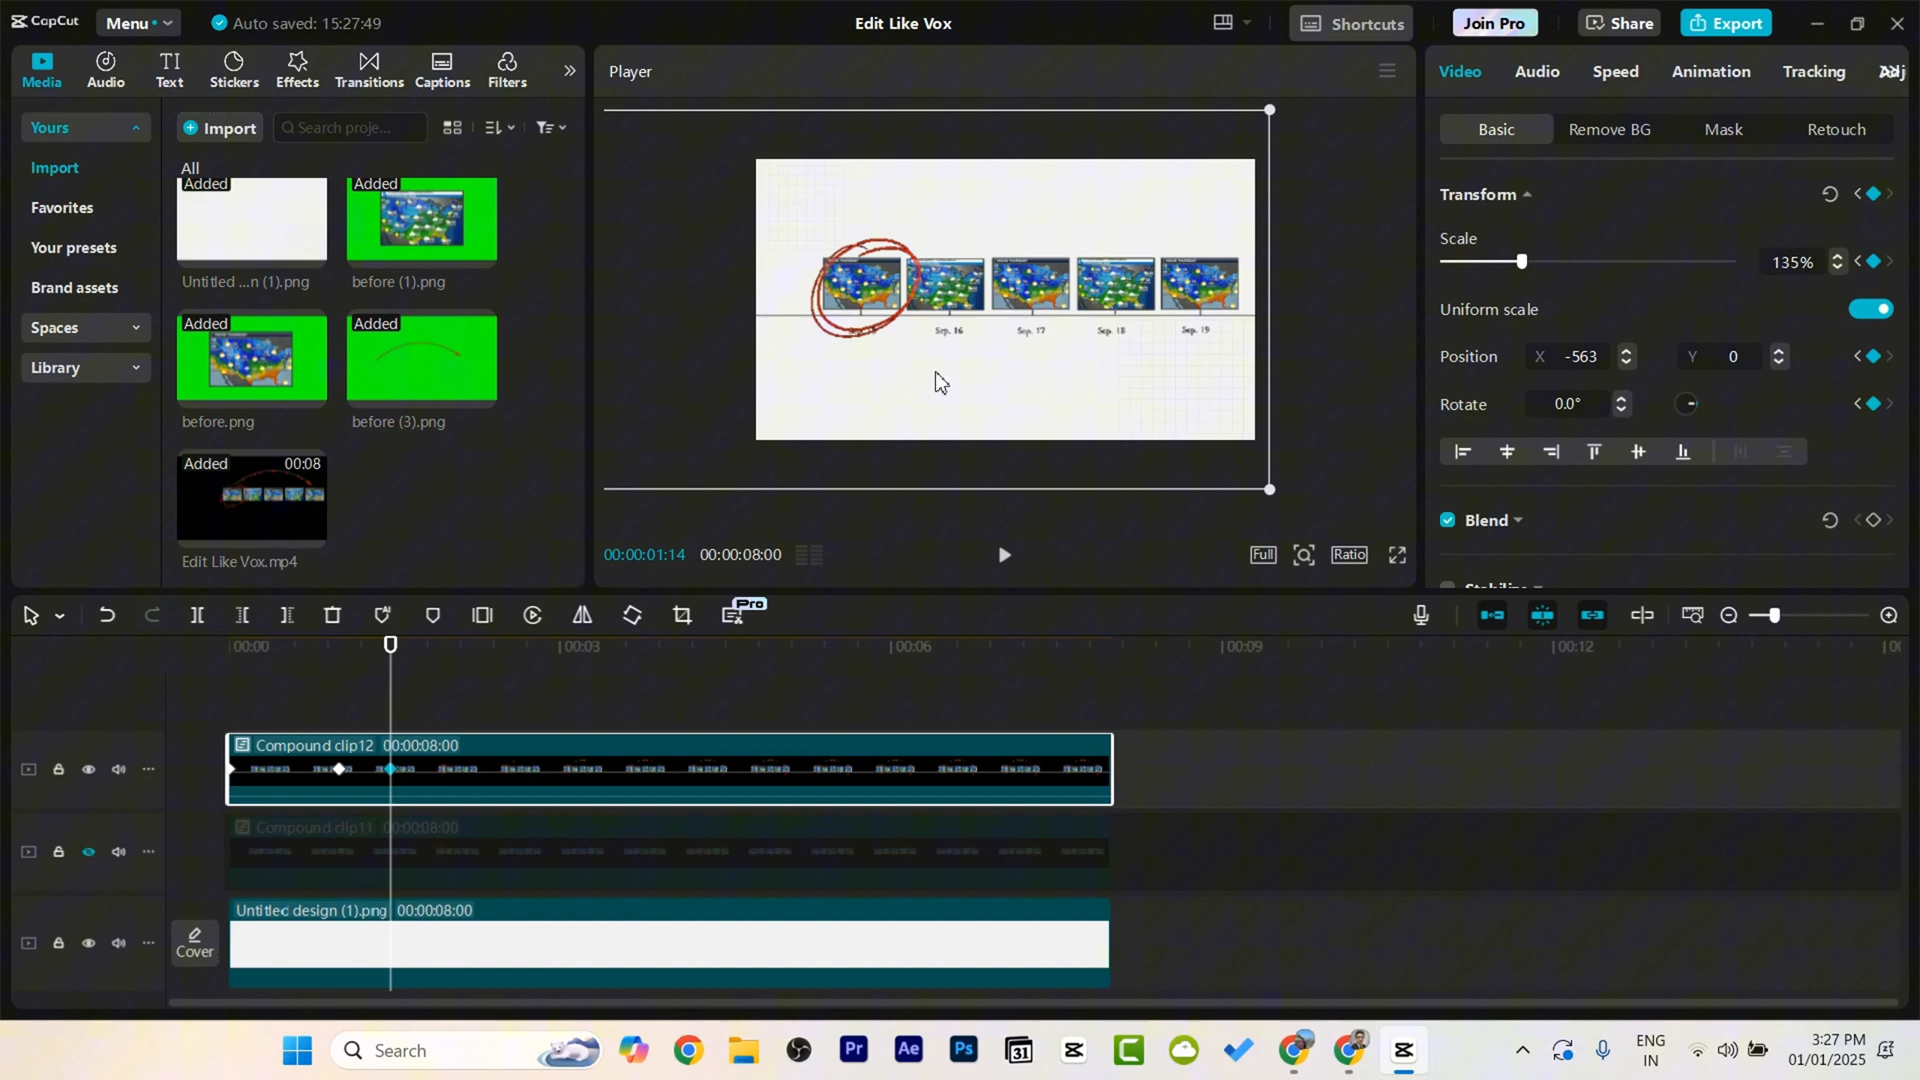 CapCut
Menu
Auto saved: 15:27:49
Edit Like Vox
Shortcuts
Join Pro
Share
Export
Media
Audio
Text
Stickers
Effects
Transitions
Captions
Filters
Player
Video
Audio
Speed
Animation
Tracking
Adj
Yours
Import
Search proje...
Basic
Remove BG
Mask
Retouch
All
Import
Added
Added
Favorites
Your presets
Brand assets
Spaces
Library
Untitled ...n (1).png
before (1).png
Added
Added
before.png
before (3).png
Added
00:08
Edit Like Vox.mp4
Sep. 16
Sep. 17
Sep. 18
Sep. 19
Transform
Scale
135%
Uniform scale
Position
X
-563
Y
0
Rotate
0.0°
Blend
00:00:01:14
00:00:08:00
Full
Ratio
Pro
00:00
00:03
00:06
00:09
00:12
Compound clip12 00:00:08:00
Compound clip11 00:00:08:00
Untitled design (1).png 00:00:08:00
Cover
Search
Pr
Ae
Ps
31
ENG
IN
3:27 PM
01/01/2025